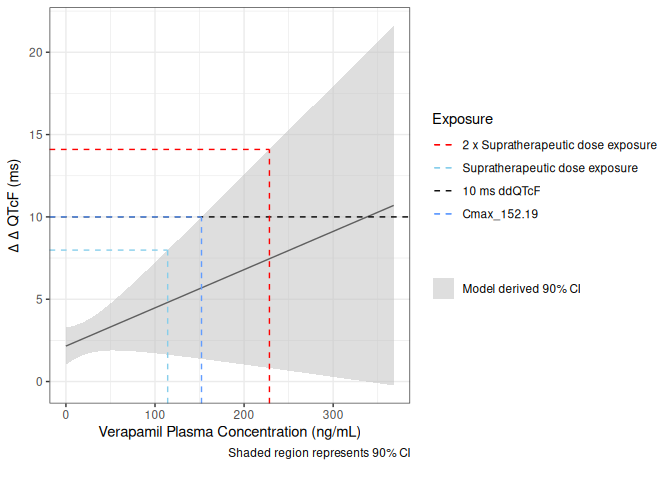 20
15
10
5
0
Δ Δ QTcF (ms)
0
100
200
300
Verapamil Plasma Concentration (ng/mL)
Shaded region represents 90% CI
Exposure
2 x Supratherapeutic dose exposure
Supratherapeutic dose exposure
10 ms ddQTcF
Cmax_152.19
Model derived 90% CI